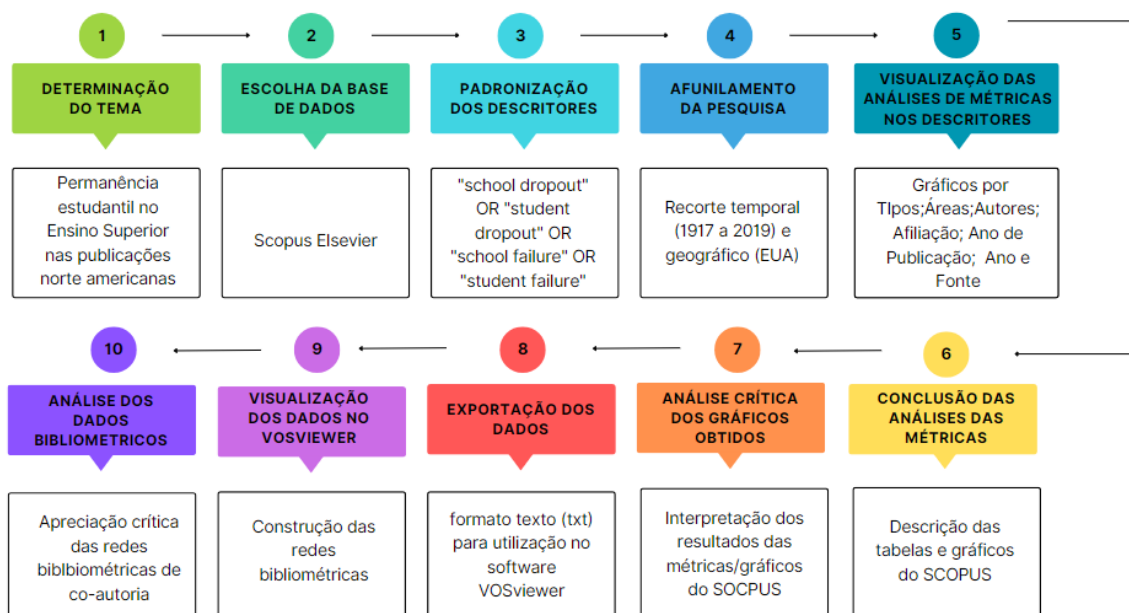 1
DETERMINAÇÃO
DO TEMA
Permanência
estudantil no
Ensino Superior
nas publicações
norte americanas
2
ESCOLHA DA BASE
DE DADOS
Scopus Elsevier
3
PADRONIZAÇÃO
DOS DESCRITORES
"school dropout"
OR "student
dropout" OR
"school failure" OR
"student failure"
4
AFUNILAMENTO
DA PESQUISA
Recorte temporal
(1917 a 2019) e
geográfico (EUA)
5
VISUALIZAÇÃO DAS
ANÁLISES DE MÉTRICAS
NOS DESCRITORES
Gráficos por
TIpos;Áreas;Autores;
Afiliação; Ano de
Publicação; Ano e
Fonte
6
CONCLUSÃO DAS
ANÁLISES DAS
MÉTRICAS
Descrição das
tabelas e gráficos
do SCOPUS
7
ANÁLISE CRÍTICA
DOS GRÁFICOS
OBTIDOS
Interpretação dos
resultados das
métricas/gráficos
do SOCPUS
8
EXPORTAÇÃO DOS
DADOS
formato texto (txt)
para utilização no
software
VOSviewer
9
VISUALIZAÇÃO
DOS DADOS NO
VOSVIEWER
Construção das
redes
bibliométricas
10
ANÁLISE DOS
DADOS
BIBLIOMETRICOS
Apreciação crítica
das redes
biblbiométricas de
co-autoria